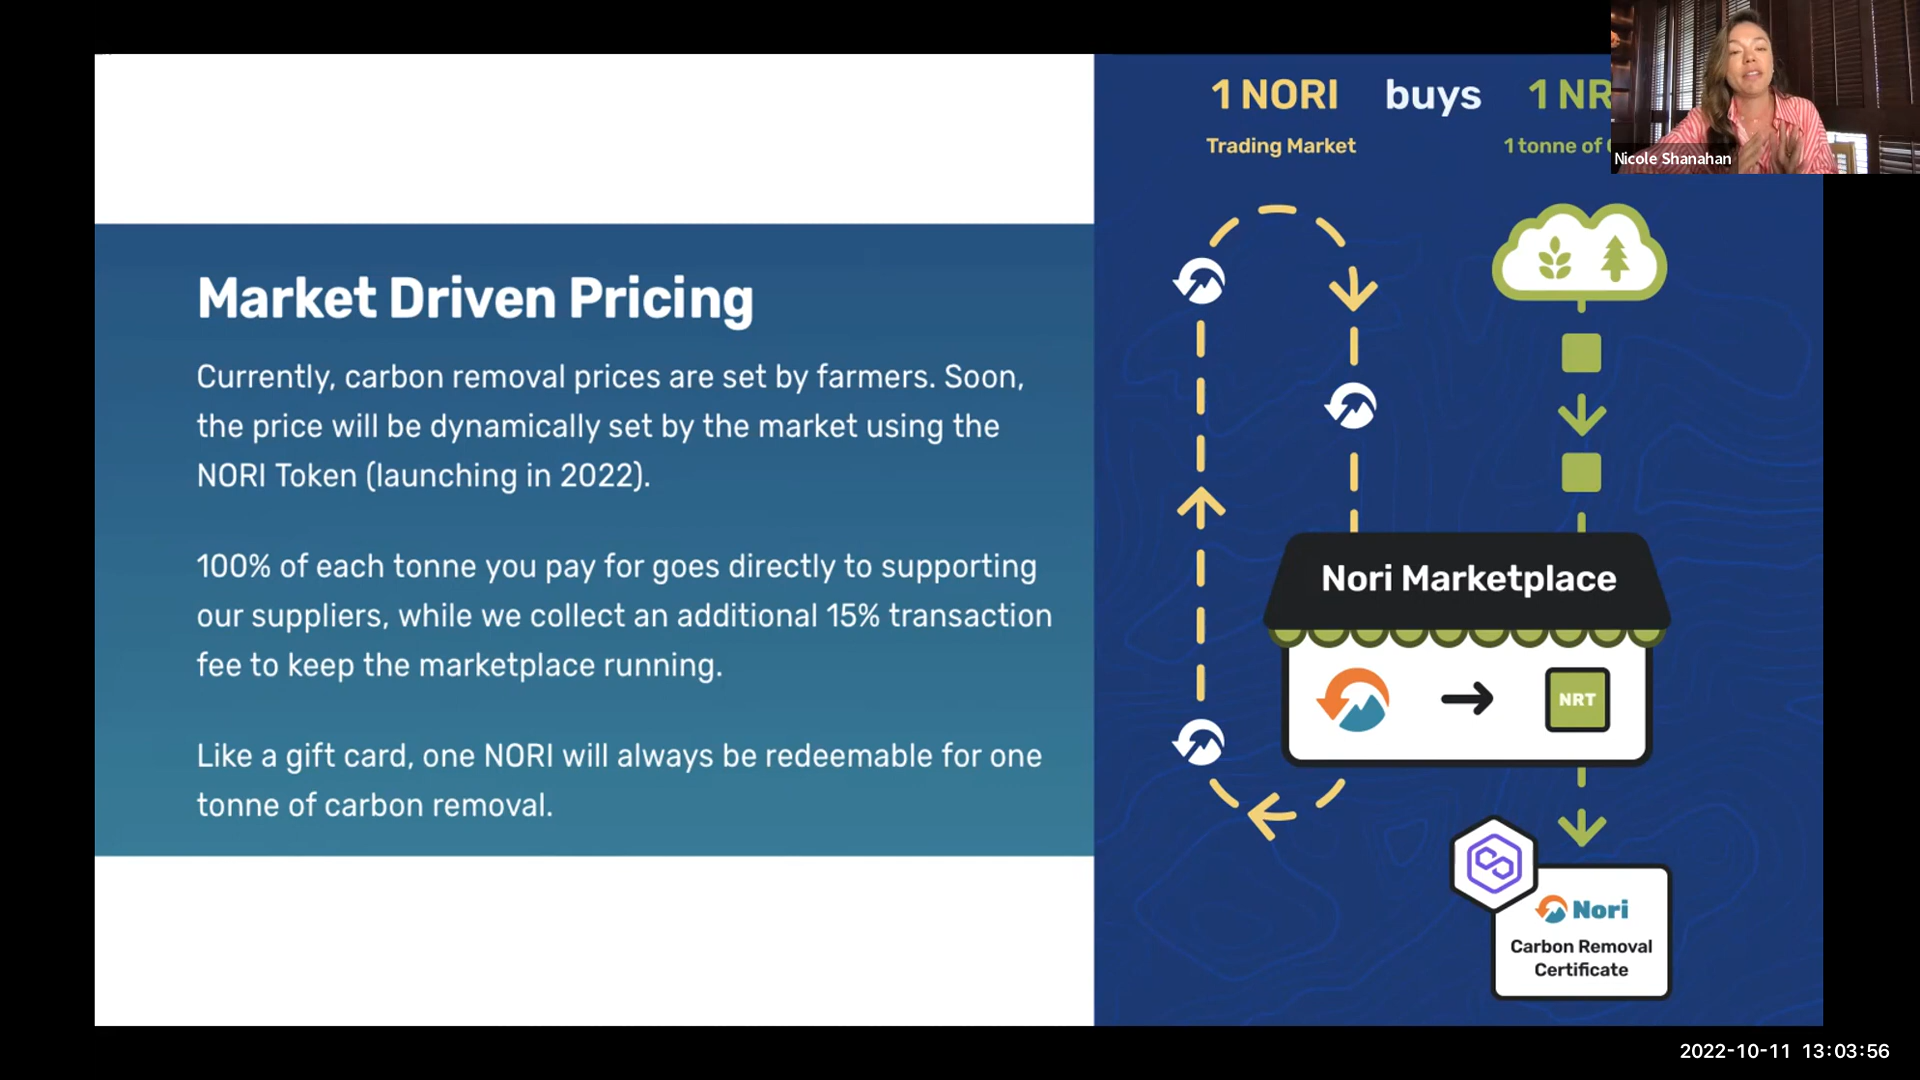 1 NORI buys 1 NR
Trading Market 1 tonne of
Nicole Shanahan
Market Driven Pricing
Currently, carbon removal prices are set by farmers. Soon,
the price will be dynamically set by the market using the
NORI Token (launching in 2022).
100% of each tonne you pay for goes directly to supporting
our suppliers, while we collect an additional 15% transaction
fee to keep the marketplace running.
Like a gift card, one NORI will always be redeemable for one
tonne of carbon removal.
Nori Marketplace
NRT
Nori
Carbon Removal
Certificate
2022-10-11 13:03:56